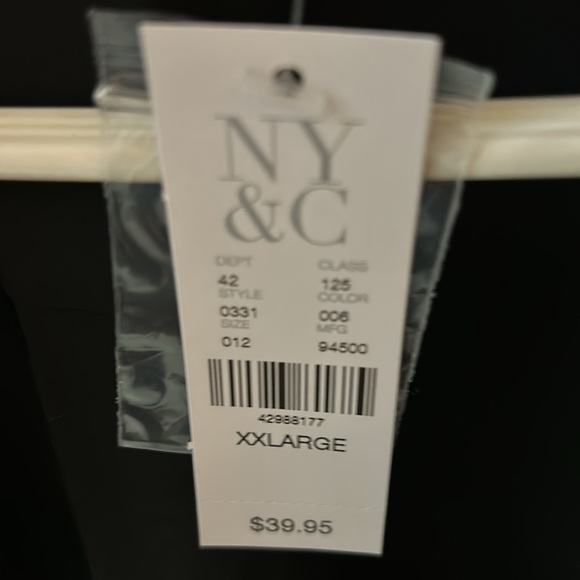 NY
&C
DEPT CLASS
42 125
STYLE COLOR
0331 006
SIZE MFG
012 94500
42988177
XXLARGE
$39.95